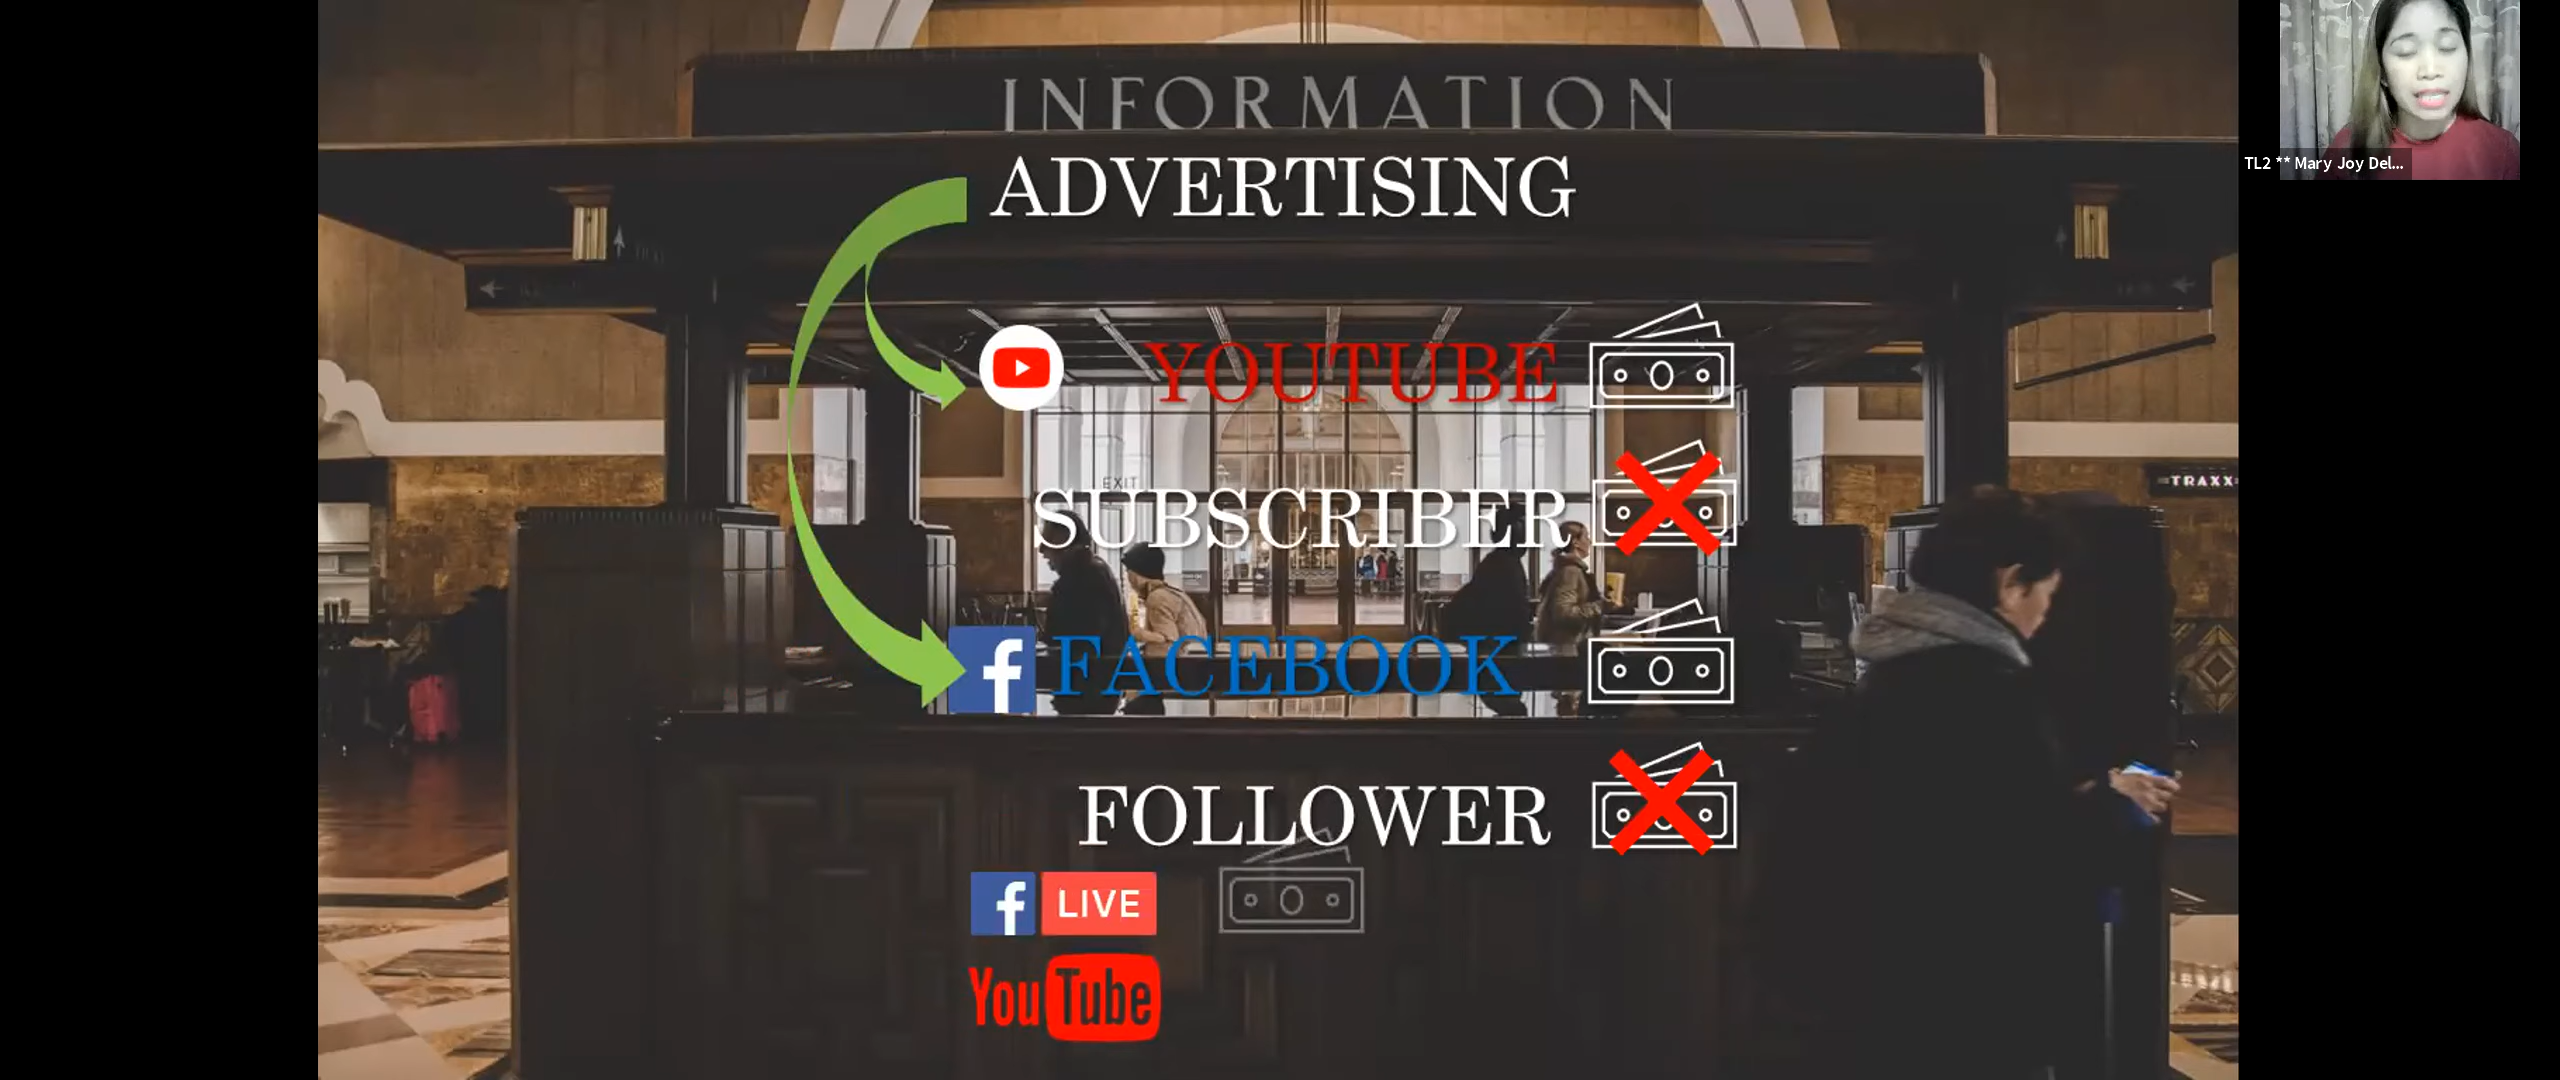 INFORMATION
TL2 ** Mary Joy Del...
ADVERTISING
YOUTUBE
EXIT
SUBSCRIBER
TRAXX
f FACEBOOK
FOLLOWER
f LIVE
YouTube